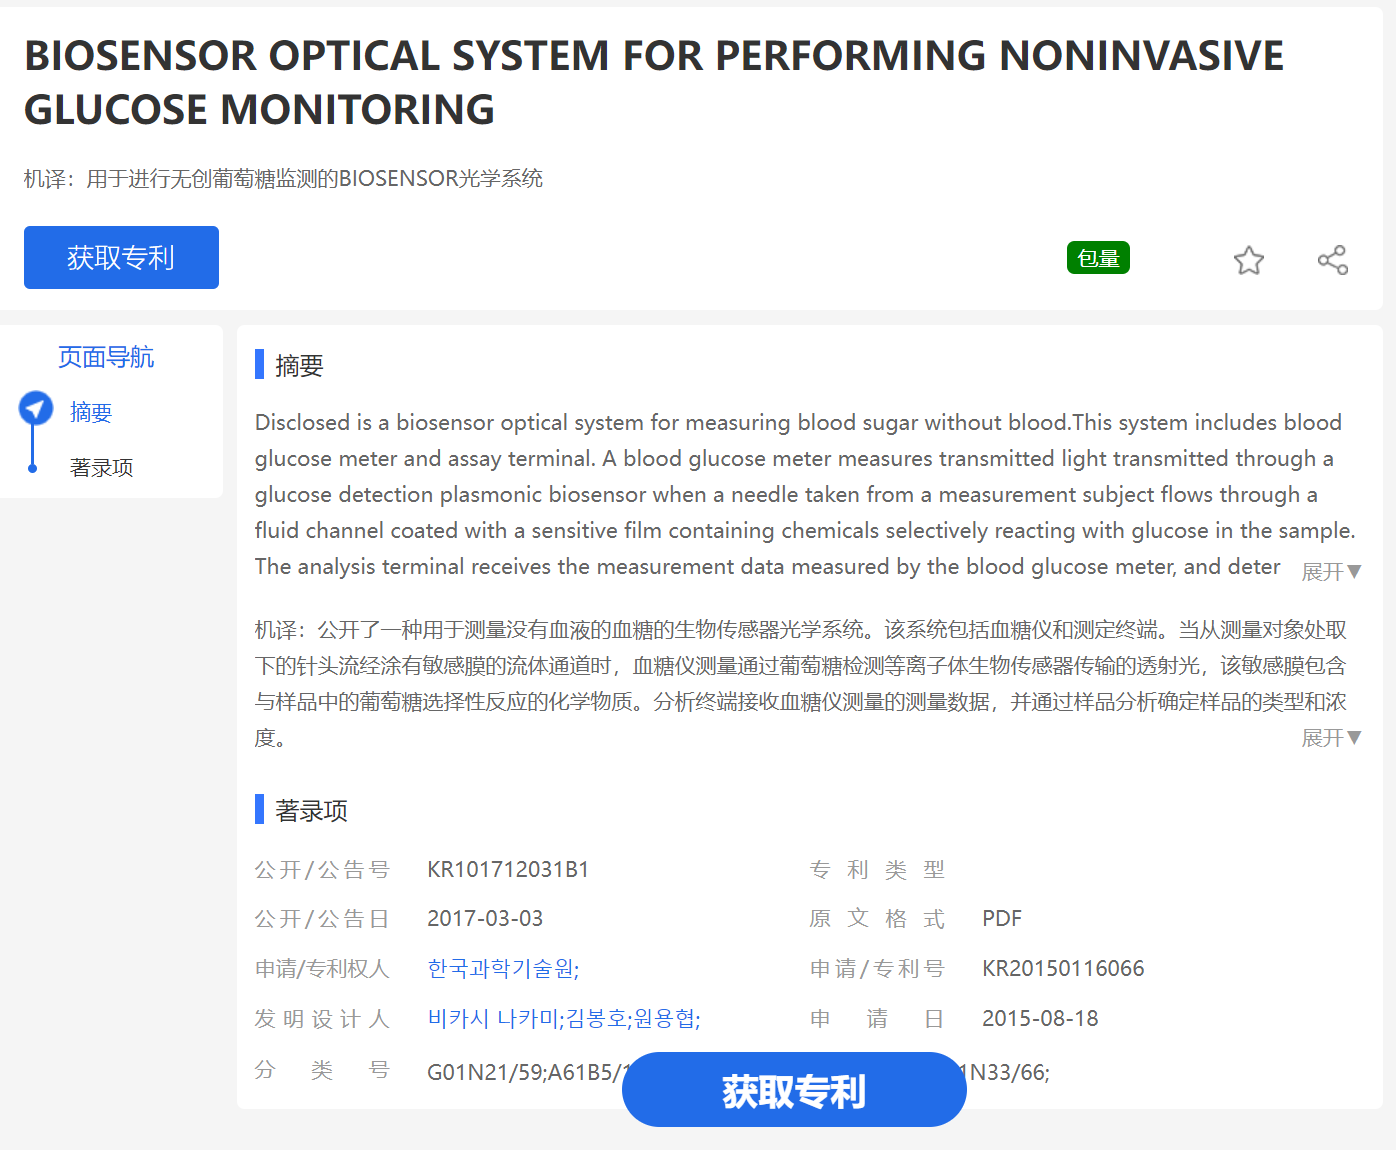 BIOSENSOR OPTICAL SYSTEM FOR PERFORMING NONINVASIVE
GLUCOSE MONITORING
机译：用于进行无创葡萄糖监测的BIOSENSOR光学系统
获取专利
包量
页面导航
摘要
著录项
摘要
Disclosed is a biosensor optical system for measuring blood sugar without blood.This system includes blood
glucose meter and assay terminal. A blood glucose meter measures transmitted light transmitted through a
glucose detection plasmonic biosensor when a needle taken from a measurement subject flows through a
fluid channel coated with a sensitive film containing chemicals selectively reacting with glucose in the sample.
The analysis terminal receives the measurement data measured by the blood glucose meter, and deter 展开▼
机译：公开了一种用于测量没有血液的血糖的生物传感器光学系统。该系统包括血糖仪和测定终端。当从测量对象处取
下的针头流经涂有敏感膜的流体通道时，血糖仪测量通过葡萄糖检测等离子体生物传感器传输的透射光，该敏感膜包含
与样品中的葡萄糖选择性反应的化学物质。分析终端接收血糖仪测量的测量数据，并通过样品分析确定样品的类型和浓
度。 展开▼
著录项
公开/公告号 KR101712031B1 专利类型
公开/公告日 2017-03-03 原文格式 PDF
申请/专利权人 한국과학기술원; 申请/专利号 KR20150116066
发明设计人 비카시 나카미;김봉호;원용협; 申请日 2015-08-18
分类号 G01N21/59;A61B5/ 1N33/66;
获取专利